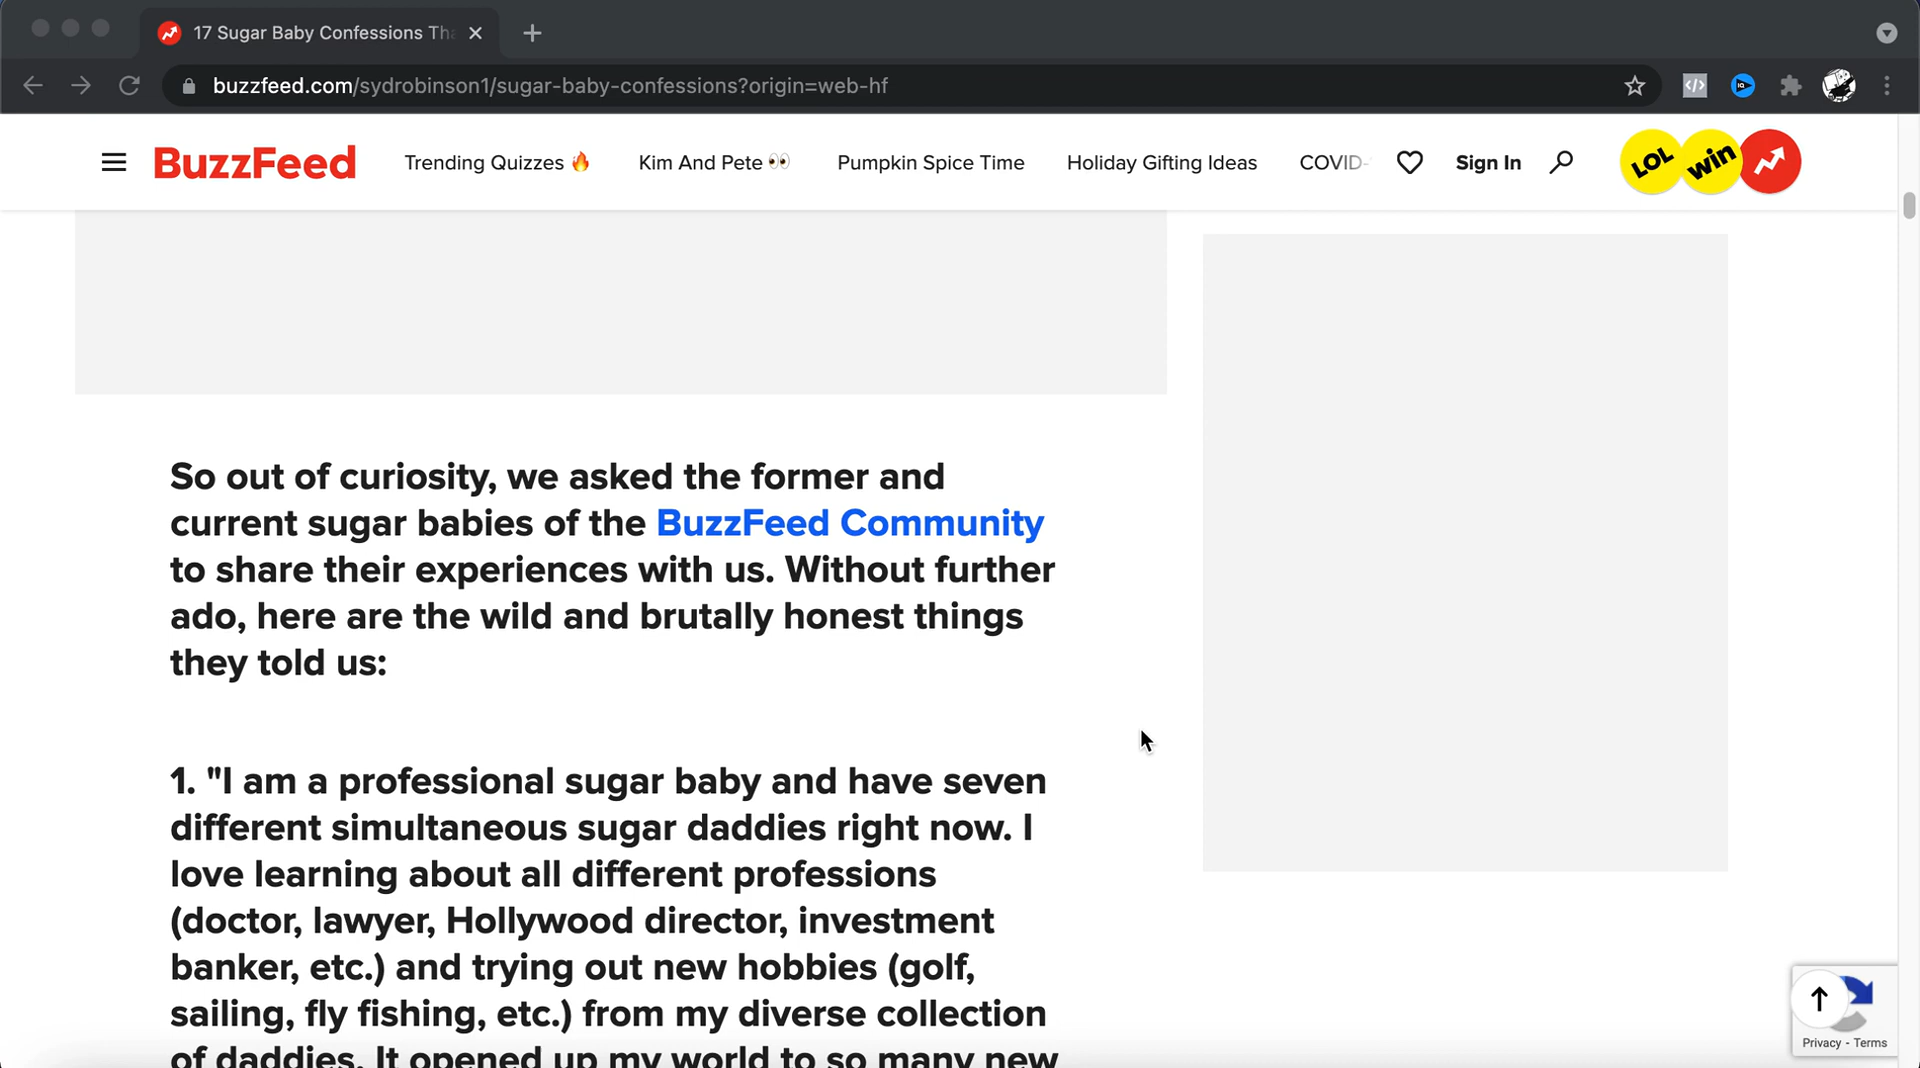 17 Sugar Baby Confessions Tha
buzzfeed.com/sydrobinson1/sugar-baby-confessions?origin=web-hf
BuzzFeed
Trending Quizzes 🔥
Kim And Pete 👀
Pumpkin Spice Time
Holiday Gifting Ideas
COVID-
Sign In
LOL
win
So out of curiosity, we asked the former and
current sugar babies of the BuzzFeed Community
to share their experiences with us. Without further
ado, here are the wild and brutally honest things
they told us:
1. "I am a professional sugar baby and have seven
different simultaneous sugar daddies right now. I
love learning about all different professions
(doctor, lawyer, Hollywood director, investment
banker, etc.) and trying out new hobbies (golf,
sailing, fly fishing, etc.) from my diverse collection
of daddies. It opened up my world to so many new
Privacy - Terms